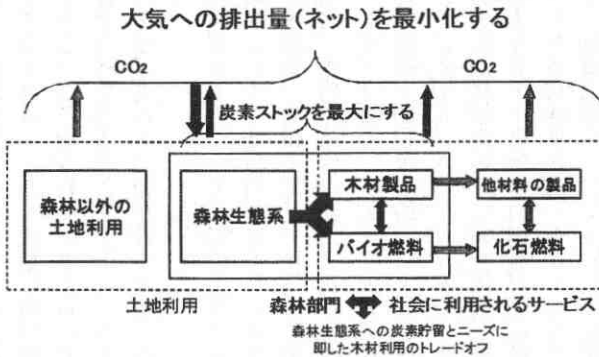 大気への排出量(ネット)を最小化する
CO2
CO2
炭素ストックを最大にする
森林以外の
土地利用
森林生態系
木材製品
他材料の製品
バイオ燃料
化石燃料
土地利用
森林部門
社会に利用されるサービス
森林生態系への炭素貯留とニーズに
即した木材利用のトレードオフ